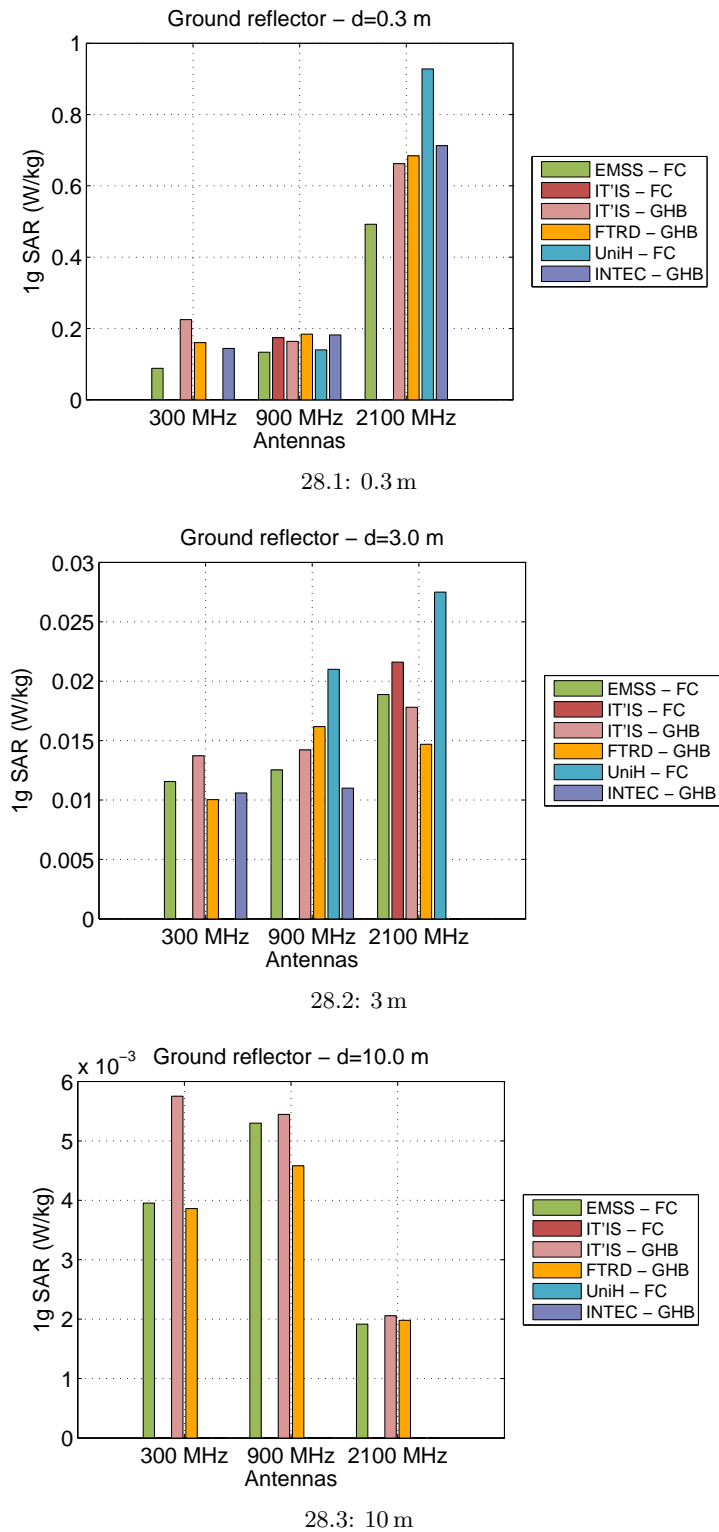 Ground reflector – d=0.3 m
1
0.8
0.6
0.4
0.2
0
1g SAR (W/kg)
300 MHz 900 MHz 2100 MHz
Antennas
EMSS – FC
IT'IS – FC
IT'IS – GHB
FTRD – GHB
UniH – FC
INTEC – GHB
28.1: 0.3 m
Ground reflector – d=3.0 m
0.03
0.025
0.02
0.015
0.01
0.005
0
1g SAR (W/kg)
300 MHz 900 MHz 2100 MHz
Antennas
EMSS – FC
IT'IS – FC
IT'IS – GHB
FTRD – GHB
UniH – FC
INTEC – GHB
28.2: 3 m
x 10⁻³ Ground reflector – d=10.0 m
6
5
4
3
2
1
0
1g SAR (W/kg)
300 MHz 900 MHz 2100 MHz
Antennas
EMSS – FC
IT'IS – FC
IT'IS – GHB
FTRD – GHB
UniH – FC
INTEC – GHB
28.3: 10 m